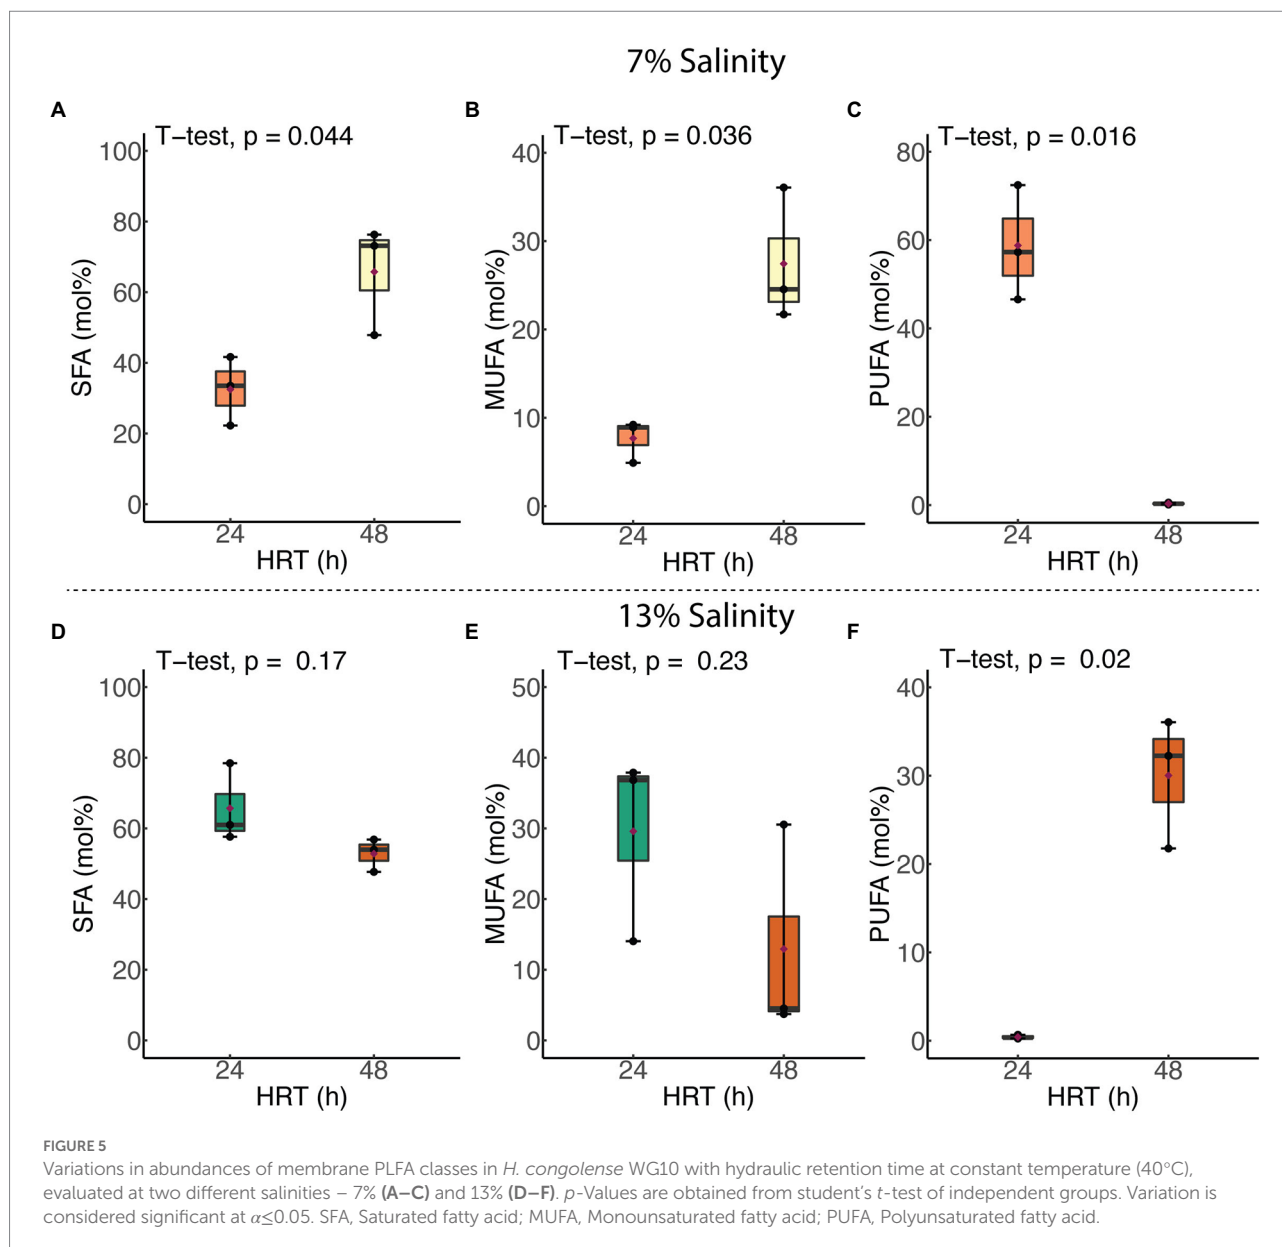 7% Salinity
A
B
C
T−test, p = 0.044
T−test, p = 0.036
T−test, p = 0.016
100
80
60
40
20
0
SFA (mol%)
24
48
HRT (h)
40
30
20
10
0
MUFA (mol%)
24
48
HRT (h)
80
60
40
20
0
PUFA (mol%)
24
48
HRT (h)
13% Salinity
D
E
F
T−test, p = 0.17
T−test, p = 0.23
T−test, p = 0.02
100
80
60
40
20
0
SFA (mol%)
24
48
HRT (h)
50
40
30
20
10
0
MUFA (mol%)
24
48
HRT (h)
40
30
20
10
0
PUFA (mol%)
24
48
HRT (h)
FIGURE 5
Variations in abundances of membrane PLFA classes in H. congolense WG10 with hydraulic retention time at constant temperature (40°C),
evaluated at two different salinities – 7% (A–C) and 13% (D–F). p-Values are obtained from student’s t-test of independent groups. Variation is
considered significant at α≤0.05. SFA, Saturated fatty acid; MUFA, Monounsaturated fatty acid; PUFA, Polyunsaturated fatty acid.